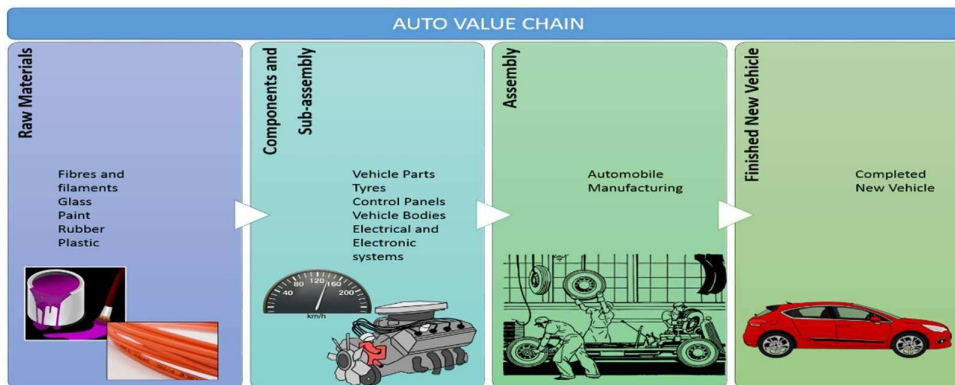 AUTO VALUE CHAIN
Raw Materials
Fibres and
filaments
Glass
Paint
Rubber
Plastic
Components and
Sub-assembly
Vehicle Parts
Tyres
Control Panels
Vehicle Bodies
Electrical and
Electronic
systems
40
80
120
160
200
km/h
Assembly
Automobile
Manufacturing
Finished New Vehicle
Completed
New Vehicle